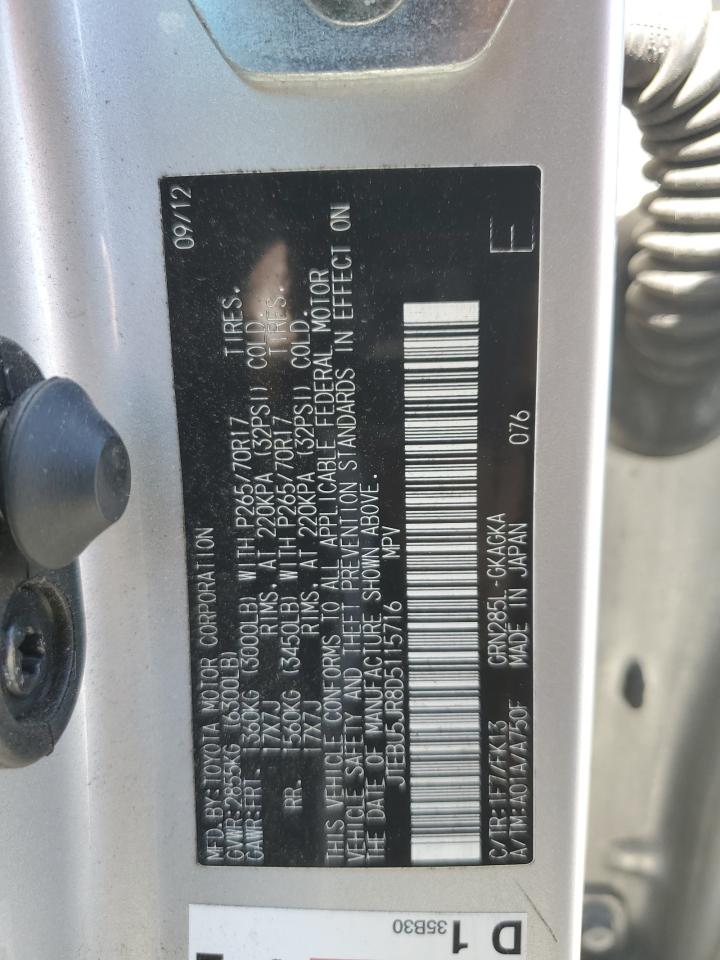 MFD.BY:TOYOTA MOTOR CORPORATION 09/12
GVWR:2855KG (6300LB)
GAWR:FRT. 1360KG (3000LB) WITH P265/70R17 TIRES.
17X7J RIMS. AT 220KPA (32PSI) COLD.
RR. 1560KG (3450LB) WITH P265/70R17 TIRES.
17X7J RIMS. AT 220KPA (32PSI) COLD.
THIS VEHICLE CONFORMS TO ALL APPLICABLE FEDERAL MOTOR
VEHICLE SAFETY AND THEFT PREVENTION STANDARDS IN EFFECT ON
THE DATE OF MANUFACTURE SHOWN ABOVE.
JTEBU5JR8D5115716 MPV
C/TR:1F7/FK13 GRN285L-GKAGKA 076
A/TM:A01A/A750F MADE IN JAPAN
35B30
D 1